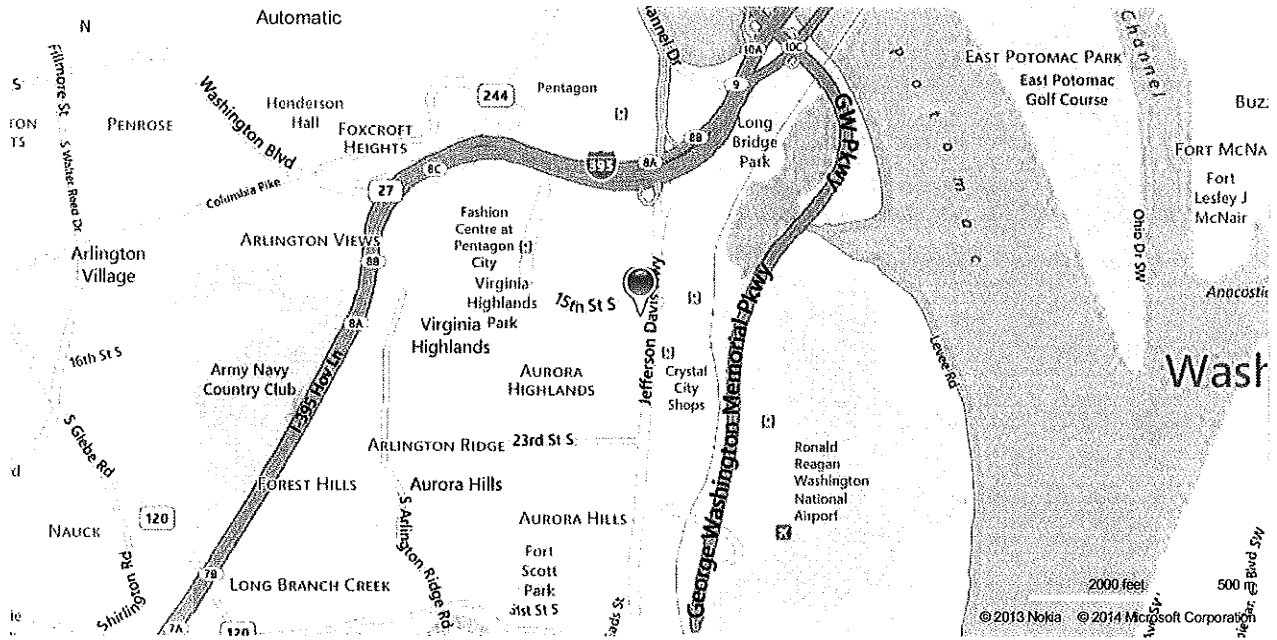 Automatic
N
Fillmore St
S Walter Reed Dr
PENROSE
Washington Blvd
Henderson
Hall
FOXCROFT
HEIGHTS
244
Pentagon
10A
10C
9
8B
8A
395
8C
27
Columbia Pike
Long
Bridge
Park
GW Pkwy
Potomac
Channel
EAST POTOMAC PARK
East Potomac
Golf Course
Fort
Lesley J
McNair
Ohio Dr SW
Arlington
Village
ARLINGTON VIEWS
8B
8A
Fashion
Centre at
Pentagon
City
Virginia
Highlands
Park
15th St S
Virginia
Highlands
Jefferson Davis
16th St S
Army Navy
Country Club
I-395 Hov Ln
AURORA
HIGHLANDS
Crystal
City
Shops
George Washington Memorial Pkwy
Levee Rd
S Glebe Rd
ARLINGTON RIDGE
23rd St S
FOREST HILLS
Aurora Hills
S Arlington Ridge Rd
AURORA HILLS
Ronald
Reagan
Washington
National
Airport
NAUCK
120
Fort
Scott
Park
31st St S
7B
LONG BRANCH CREEK
Shirlington Rd
7A
120
2000 feet
© 2013 Nokia © 2014 Microsoft Corporation